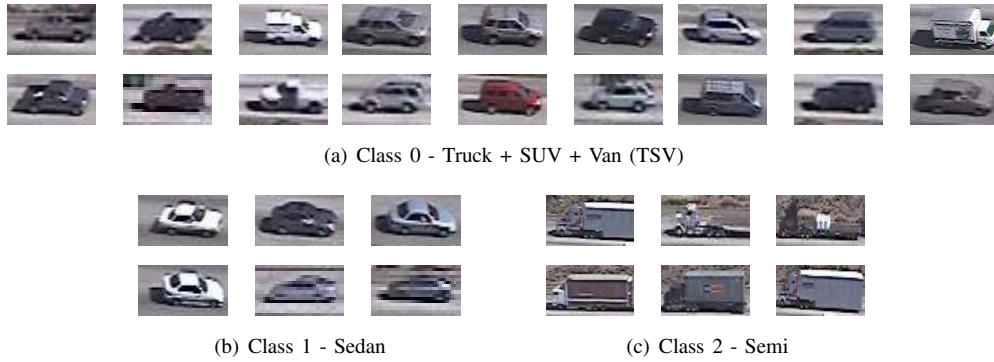 (a) Class 0 - Truck + SUV + Van (TSV)
(b) Class 1 - Sedan
(c) Class 2 - Semi